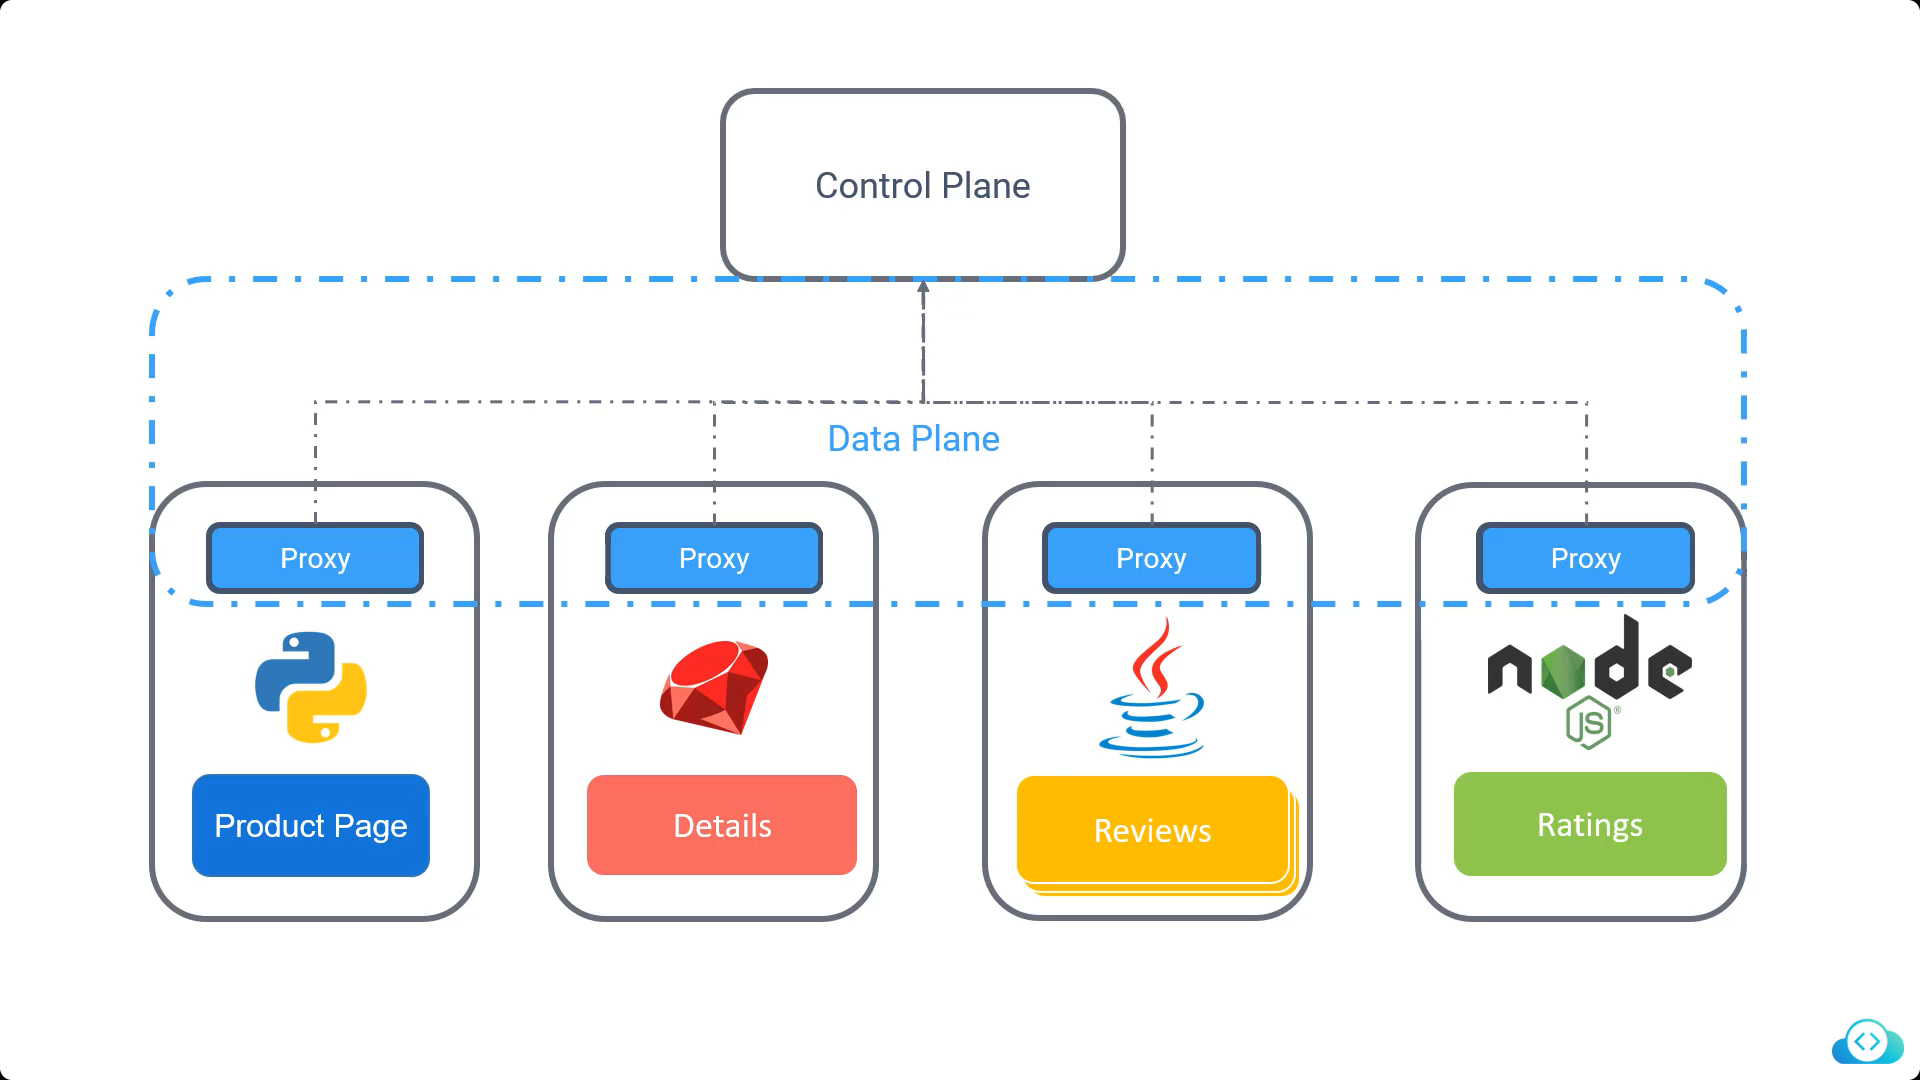 Control Plane
Data Plane
Proxy
Proxy
Proxy
Proxy
node
JS
®
Product Page
Details
Reviews
Ratings